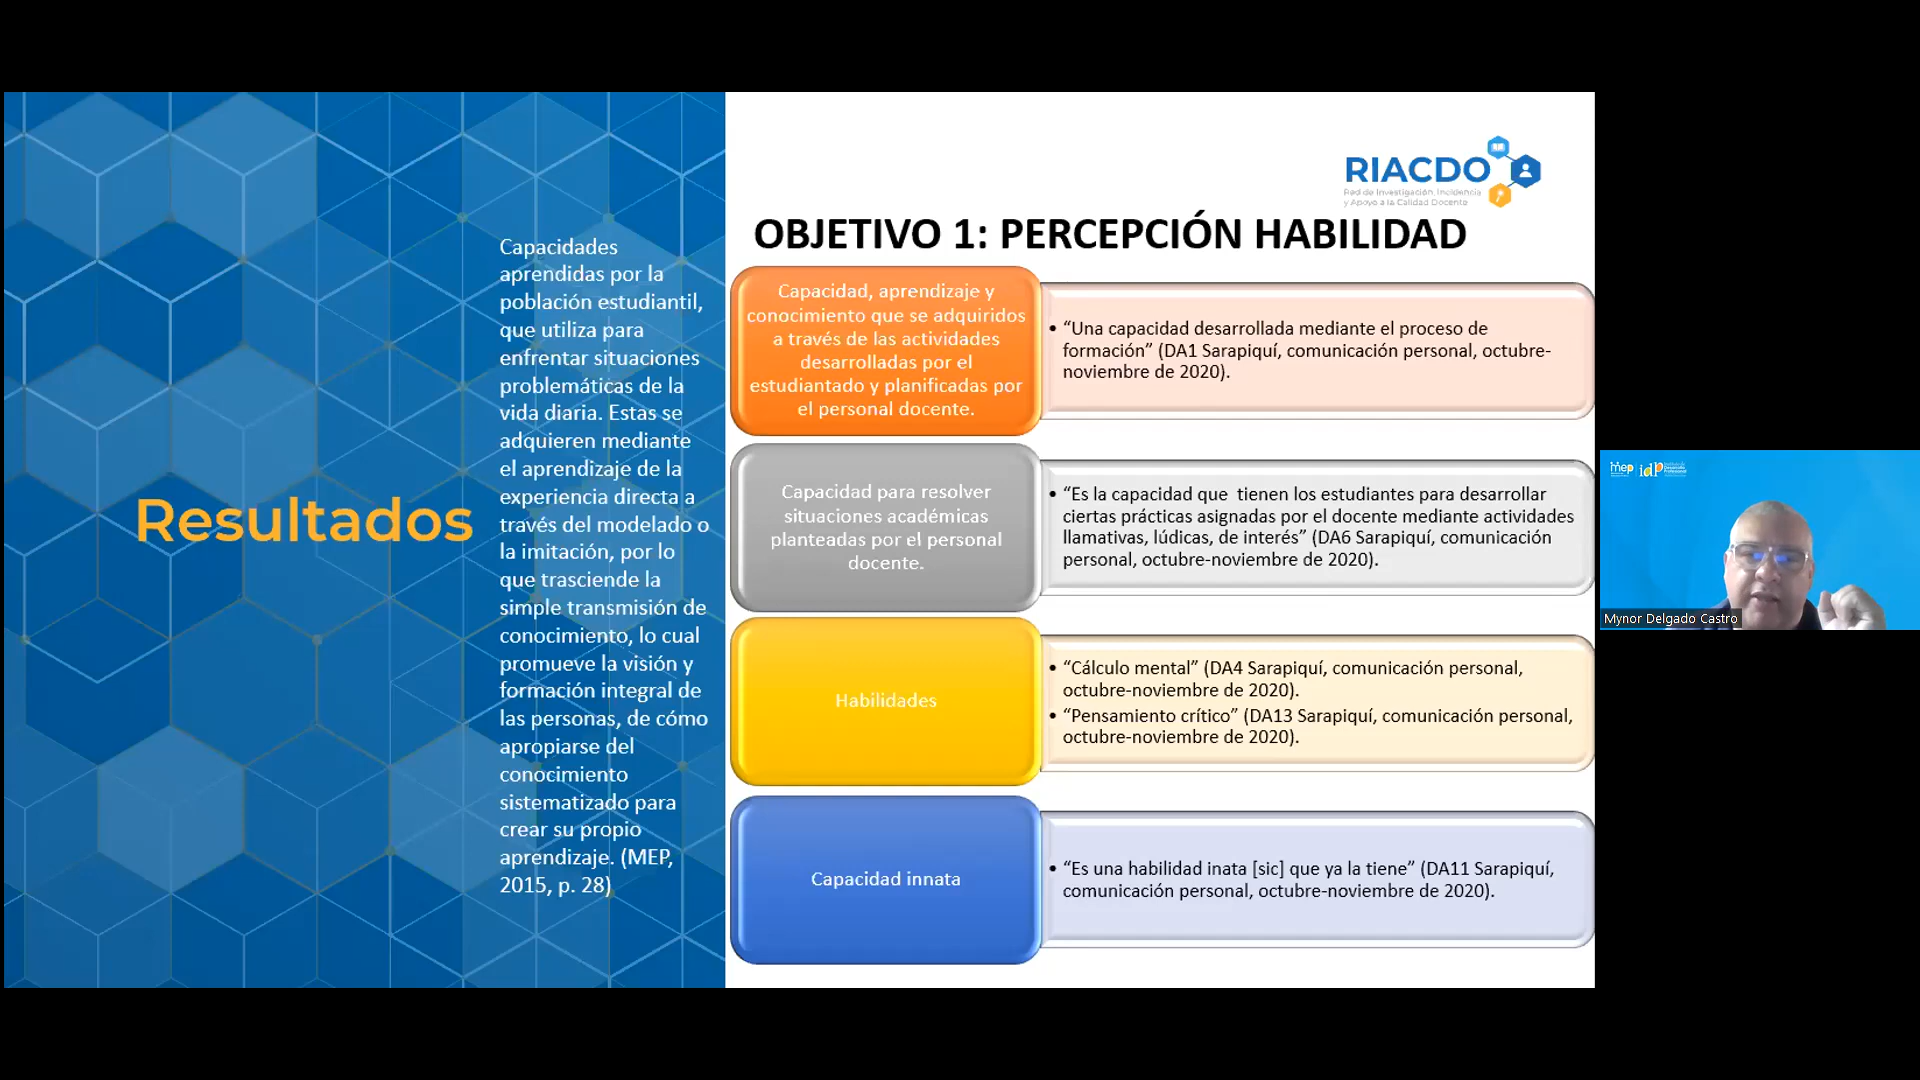 Resultados
Capacidades
aprendidas por la
población estudiantil,
que utiliza para
enfrentar situaciones
problemáticas de la
vida diaria. Estas se
adquieren mediante
el aprendizaje de la
experiencia directa a
través del modelado o
la imitación, por lo
que trasciende la
simple transmisión de
conocimiento, lo cual
promueve la visión y
formación integral de
las personas, de cómo
apropiarse del
conocimiento
sistematizado para
crear su propio
aprendizaje. (MEP,
2015, p. 28)
RIACDO
Red de Investigación, Incidencia
y Apoyo a la Calidad Docente
OBJETIVO 1: PERCEPCIÓN HABILIDAD
Capacidad, aprendizaje y
conocimiento que se adquiridos
a través de las actividades
desarrolladas por el
estudiantado y planificadas por
el personal docente.
• “Una capacidad desarrollada mediante el proceso de
formación” (DA1 Sarapiquí, comunicación personal, octubre-
noviembre de 2020).
Capacidad para resolver
situaciones académicas
planteadas por el personal
docente.
• “Es la capacidad que  tienen los estudiantes para desarrollar
ciertas prácticas asignadas por el docente mediante actividades
llamativas, lúdicas, de interés” (DA6 Sarapiquí, comunicación
personal, octubre-noviembre de 2020).
Habilidades
• “Cálculo mental” (DA4 Sarapiquí, comunicación personal,
octubre-noviembre de 2020).
• “Pensamiento crítico” (DA13 Sarapiquí, comunicación personal,
octubre-noviembre de 2020).
Capacidad innata
• “Es una habilidad inata [sic] que ya la tiene” (DA11 Sarapiquí,
comunicación personal, octubre-noviembre de 2020).
mep idp
Mynor Delgado Castro